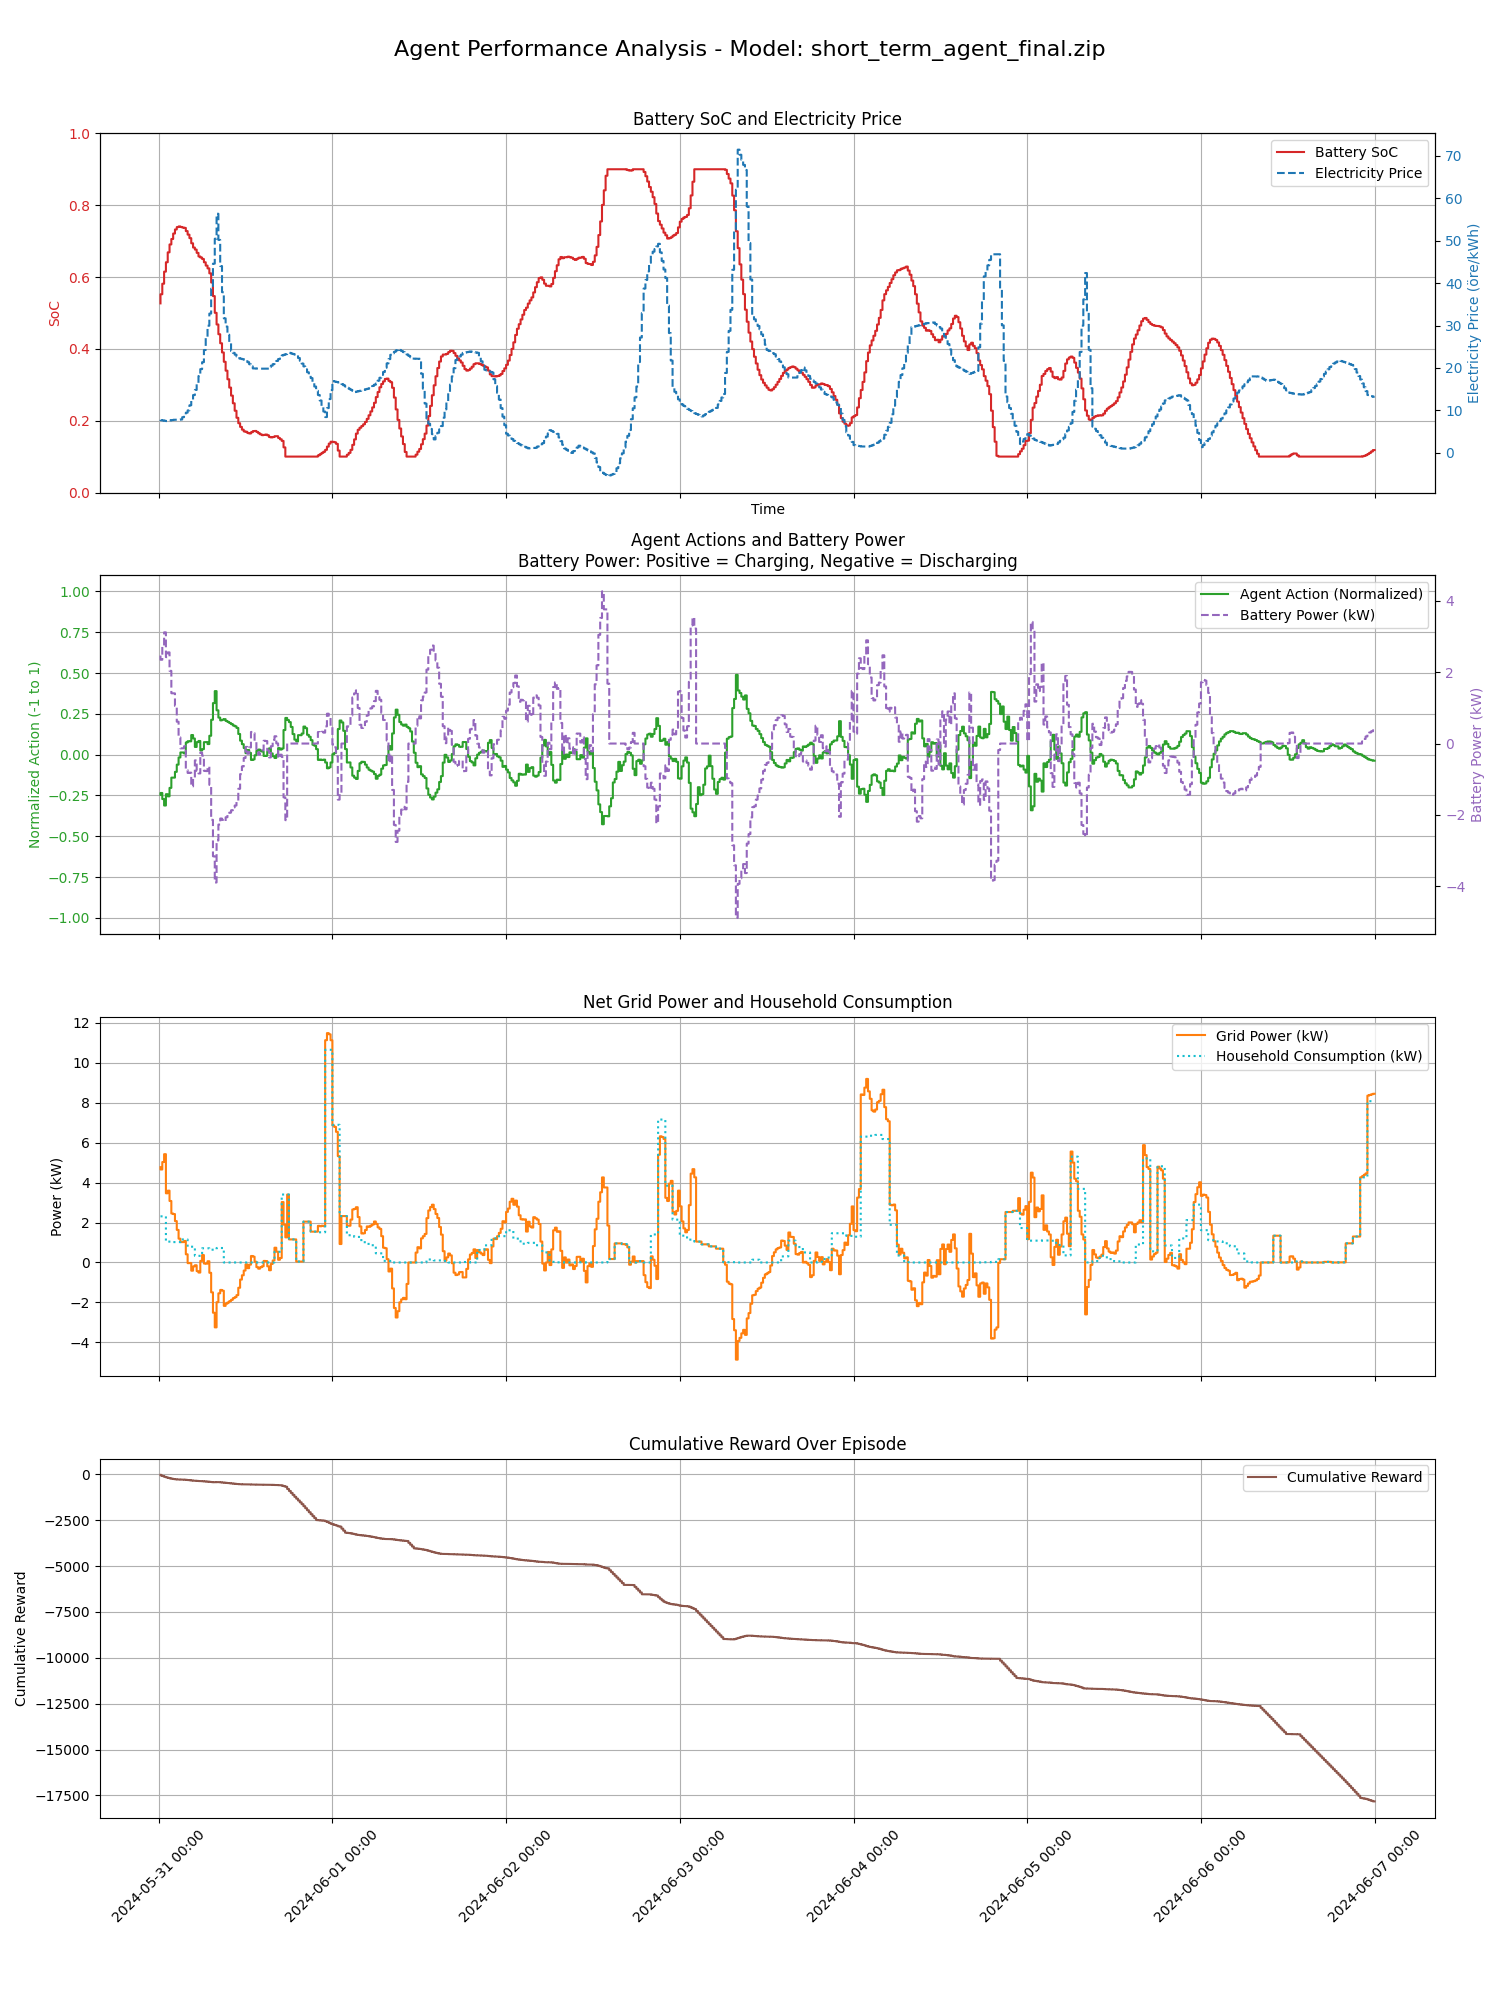 Agent Performance Analysis - Model: short_term_agent_final.zip
Battery SoC and Electricity Price
1.0
0.8
0.6
0.4
0.2
0.0
SoC
Battery SoC
Electricity Price
70
60
50
40
30
20
10
0
Electricity Price (öre/kWh)
Time
Agent Actions and Battery Power
Battery Power: Positive = Charging, Negative = Discharging
1.00
0.75
0.50
0.25
0.00
−0.25
−0.50
−0.75
−1.00
Normalized Action (-1 to 1)
Agent Action (Normalized)
Battery Power (kW)
4
2
0
−2
−4
Battery Power (kW)
Net Grid Power and Household Consumption
12
10
8
6
4
2
0
−2
−4
Power (kW)
Grid Power (kW)
Household Consumption (kW)
Cumulative Reward Over Episode
0
−2500
−5000
−7500
−10000
−12500
−15000
−17500
Cumulative Reward
Cumulative Reward
2024-05-31 00:00
2024-06-01 00:00
2024-06-02 00:00
2024-06-03 00:00
2024-06-04 00:00
2024-06-05 00:00
2024-06-06 00:00
2024-06-07 00:00